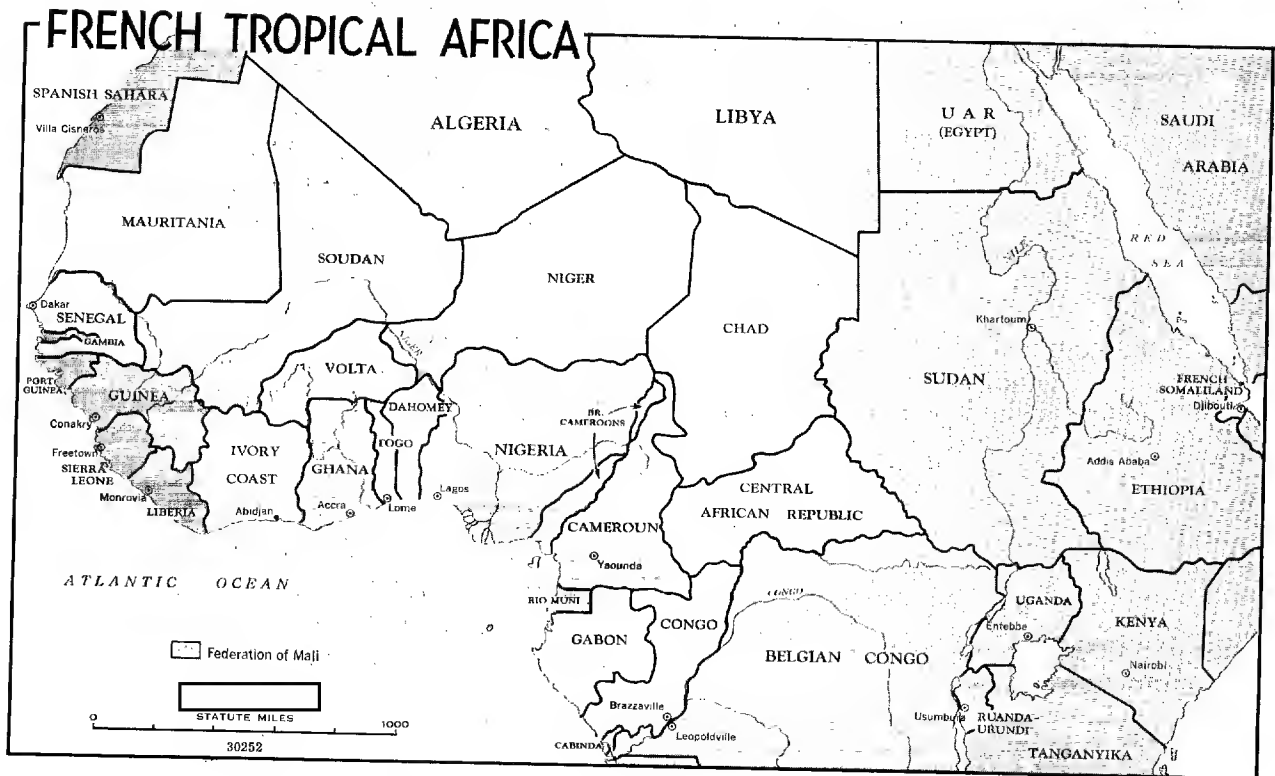 FRENCH TROPICAL AFRICA
SPANISH SAHARA
Villa Cisneros
ALGERIA
LIBYA
U A R
(EGYPT)
SAUDI
ARABIA
MAURITANIA
SOUDAN
NIGER
CHAD
NILE
RED
SEA
Dakar
SENEGAL
GAMBIA
Khartoum
SUDAN
PORT
GUINEA
GUINEA
VOLTA
NIGER
DAHOMEY
BR.
CAMEROONS
FRENCH
SOMALILAND
Djibouti
Conakry
Freetown
SIERRA
LEONE
Monrovia
LIBERIA
IVORY
COAST
Abidjan
GHANA
Accra
TOGO
Lome
NIGERIA
Lagos
CENTRAL
AFRICAN REPUBLIC
Addis Ababa
ETHIOPIA
CAMEROUN
Yaounda
ATLANTIC OCEAN
RIO MUNI
GABON
CONGO
CONGO
BELGIAN CONGO
UGANDA
Entebbe
KENYA
Nairobi
Federation of Mali
STATUTE MILES
0 1000
30252
Brazzaville
Leopoldville
CABINDA
Usumbura
RUANDA-
URUNDI
TANGANYIKA